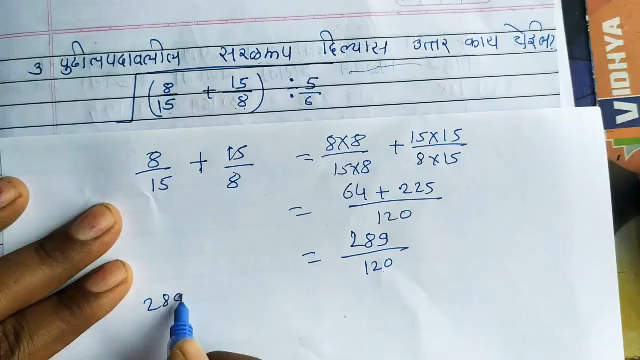 3 पुढीलपदावलीस सरळरूप दिल्यास उत्तर काय येईल?
√(8/15 + 15/8) ÷ 5/6
8/15 + 15/8 = 8×8/15×8 + 15×15/8×15
= 64 + 225/120
= 289/120
289
VIDHYA